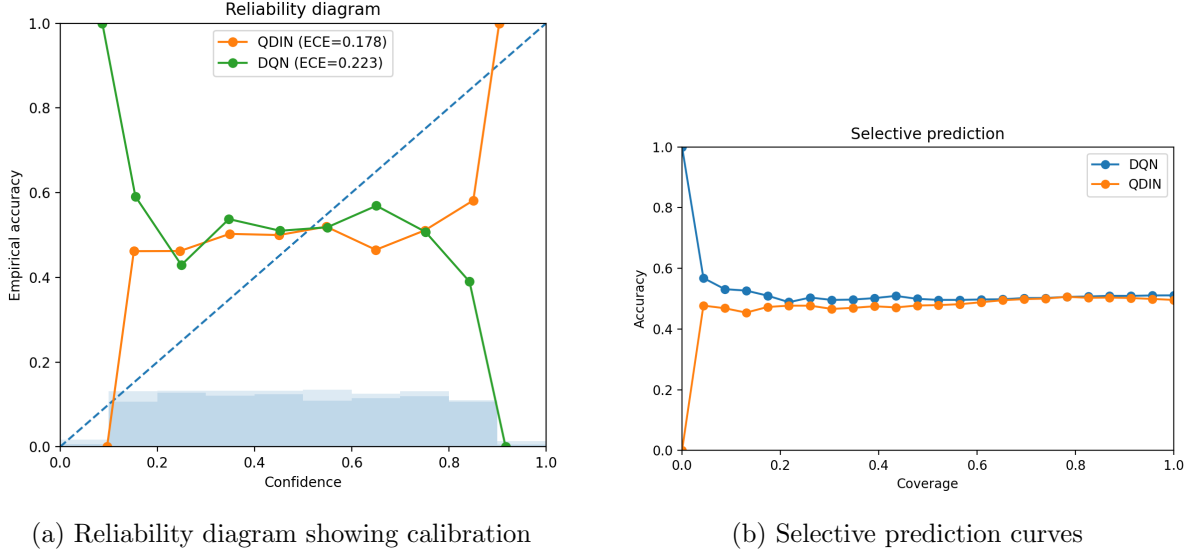 Reliability diagram
QDIN (ECE=0.178)
DQN (ECE=0.223)
1.0
0.8
0.6
0.4
0.2
0.0
Empirical accuracy
0.0 0.2 0.4 0.6 0.8 1.0
Confidence
(a) Reliability diagram showing calibration
Selective prediction
DQN
QDIN
1.0
0.8
0.6
0.4
0.2
0.0
Accuracy
0.0 0.2 0.4 0.6 0.8 1.0
Coverage
(b) Selective prediction curves